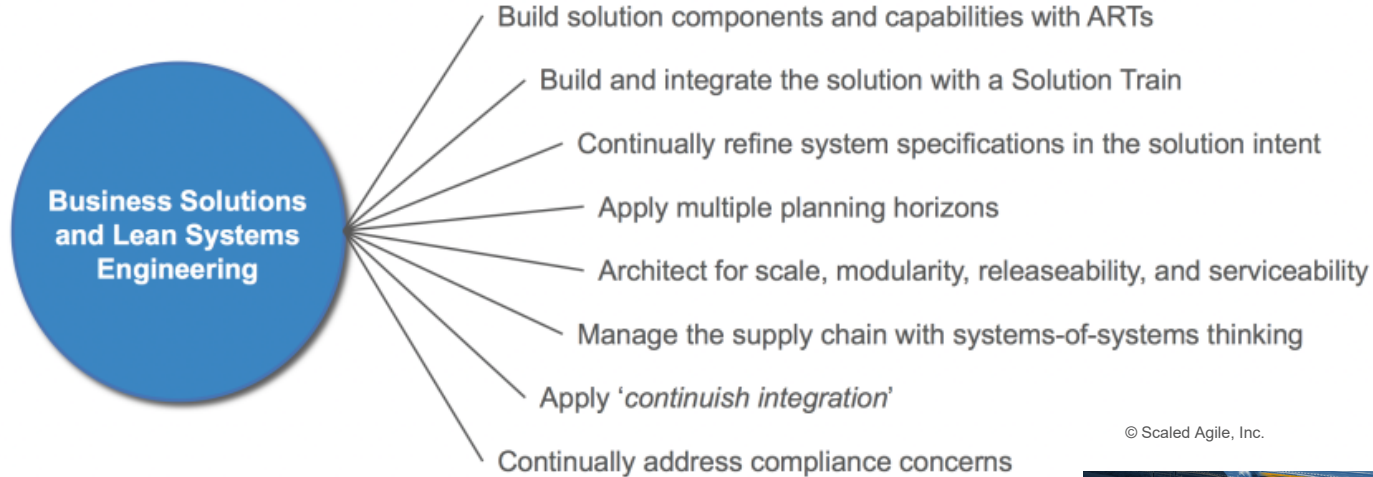 Build solution components and capabilities with ARTs
Build and integrate the solution with a Solution Train
Continually refine system specifications in the solution intent
Business Solutions
and Lean Systems
Engineering
Apply multiple planning horizons
Architect for scale, modularity, releaseability, and serviceability
Manage the supply chain with systems-of-systems thinking
Apply ‘continuish integration’
© Scaled Agile, Inc.
Continually address compliance concerns